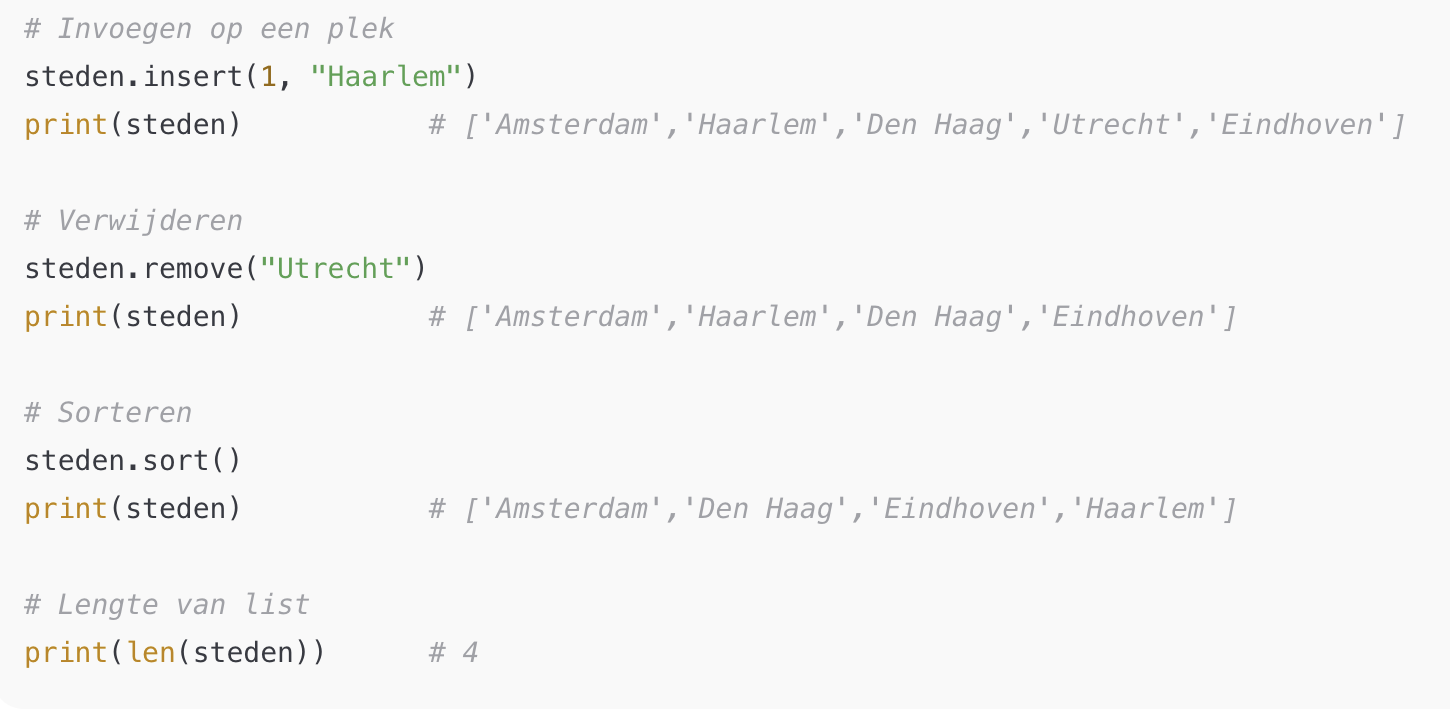 # Invoegen op een plek
steden.insert(1, "Haarlem")
print(steden)           # ['Amsterdam','Haarlem','Den Haag','Utrecht','Eindhoven']
# Verwijderen
steden.remove("Utrecht")
print(steden)           # ['Amsterdam','Haarlem','Den Haag','Eindhoven']
# Sorteren
steden.sort()
print(steden)           # ['Amsterdam','Den Haag','Eindhoven','Haarlem']
# Lengte van list
print(len(steden))      # 4